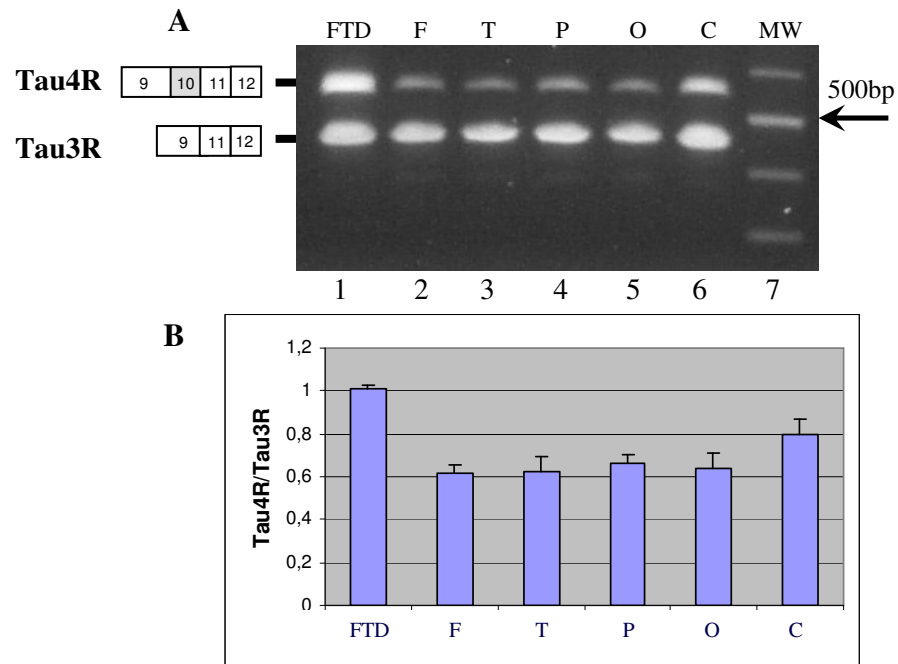 A
FTD F T P O C MW
Tau4R 9 10 11 12
500bp
Tau3R 9 11 12
1 2 3 4 5 6 7
B
Tau4R/Tau3R
1,2
1
0,8
0,6
0,4
0,2
0
FTD F T P O C